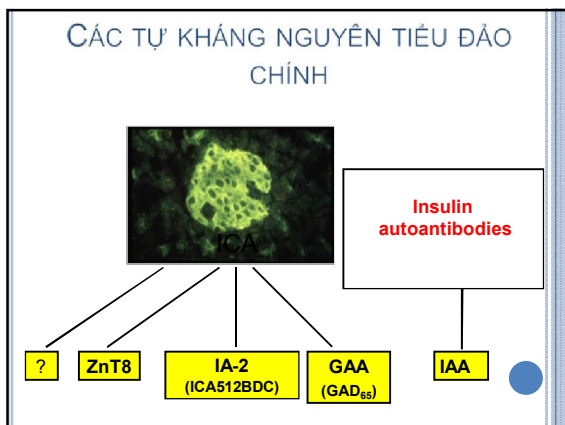 CÁC TỰ KHÁNG NGUYÊN TIỂU ĐẢO
CHÍNH
ICA
Insulin
autoantibodies
?
ZnT8
IA-2
(ICA512BDC)
GAA
(GAD₆₅)
IAA